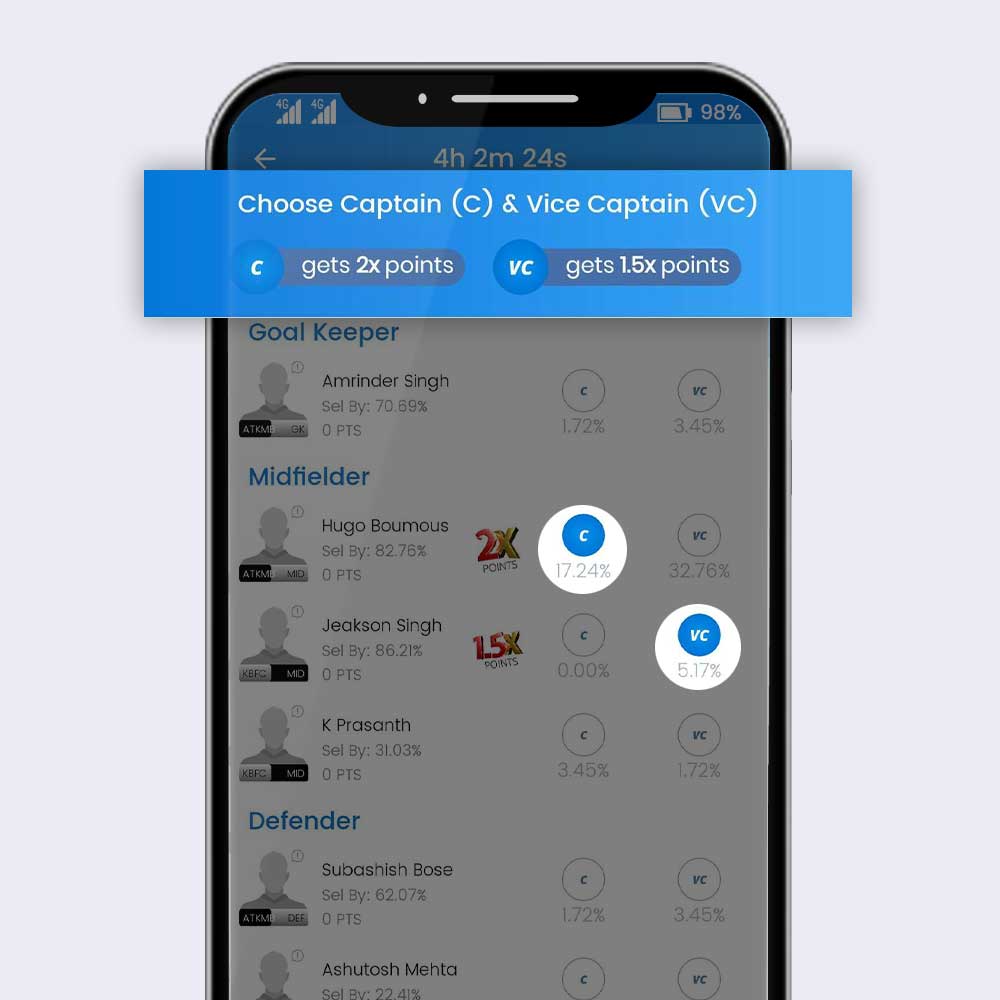 4G 4G 98%
4h 2m 24s
Choose Captain (C) & Vice Captain (VC)
C gets 2x points VC gets 1.5x points
Goal Keeper
Amrinder Singh
Sel By: 70.69%
0 PTS
ATKMB GK
C VC
1.72% 3.45%
Midfielder
Hugo Boumous
Sel By: 82.76%
0 PTS
ATKMB MID
2X POINTS
C VC
17.24% 32.76%
Jeakson Singh
Sel By: 86.21%
0 PTS
KBFC MID
1.5X POINTS
C VC
0.00% 5.17%
K Prasanth
Sel By: 31.03%
0 PTS
KBFC MID
C VC
3.45% 1.72%
Defender
Subashish Bose
Sel By: 62.07%
0 PTS
ATKMB DEF
C VC
1.72% 3.45%
Ashutosh Mehta
Sel By: 22.41%
C VC